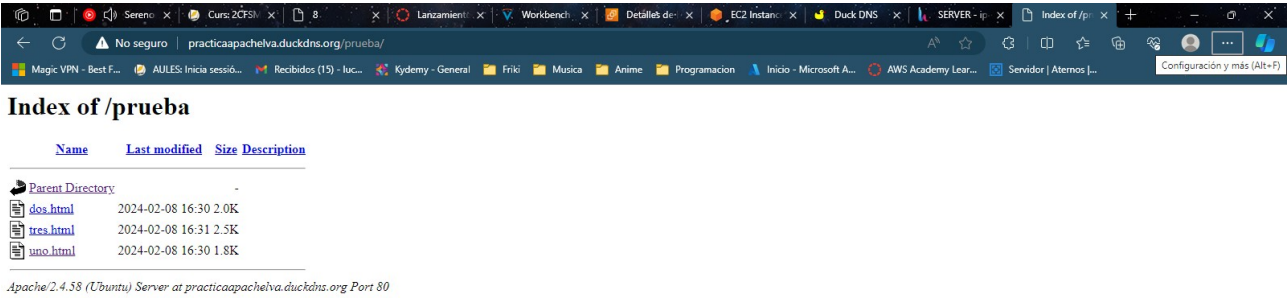 Sereno
Curs: 2CFSM
8
Lanzamient
Workbench
Detalles de
EC2 Instanc
Duck DNS
SERVER - ip
Index of /pr
No seguro practicaapachelva.duckdns.org/prueba/
Magic VPN - Best F... AULES: Inicia sessió... Recibidos (15) - luc... Kydemy - General Friki Musica Anime Programacion Inicio - Microsoft A... AWS Academy Lear... Servidor | Aternos |...
Configuración y más (Alt+F)
Index of /prueba
Name Last modified Size Description
Parent Directory -
dos.html 2024-02-08 16:30 2.0K
tres.html 2024-02-08 16:31 2.5K
uno.html 2024-02-08 16:30 1.8K
Apache/2.4.58 (Ubuntu) Server at practicaapachelva.duckdns.org Port 80